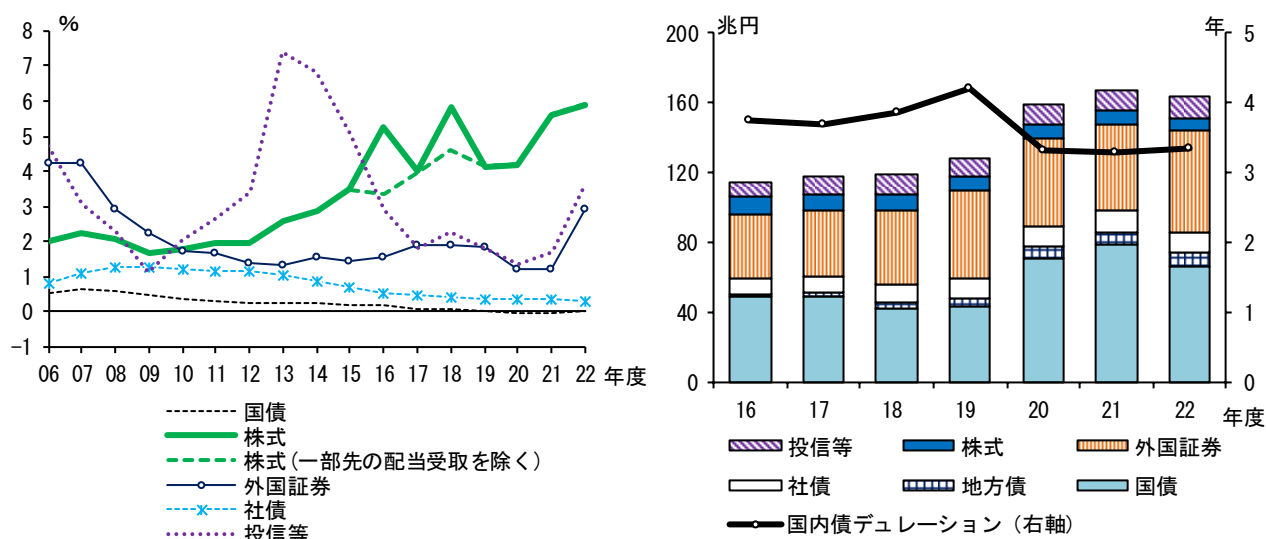 %
8
7
6
5
4
3
2
1
0
-1
06 07 08 09 10 11 12 13 14 15 16 17 18 19 20 21 22 年度
国債
株式
株式(一部先の配当受取を除く)
外国証券
社債
投信等
兆円 年
200 5
160 4
120 3
80 2
40 1
0 0
16 17 18 19 20 21 22 年度
投信等 株式 外国証券
社債 地方債 国債
国内債デュレーション(右軸)